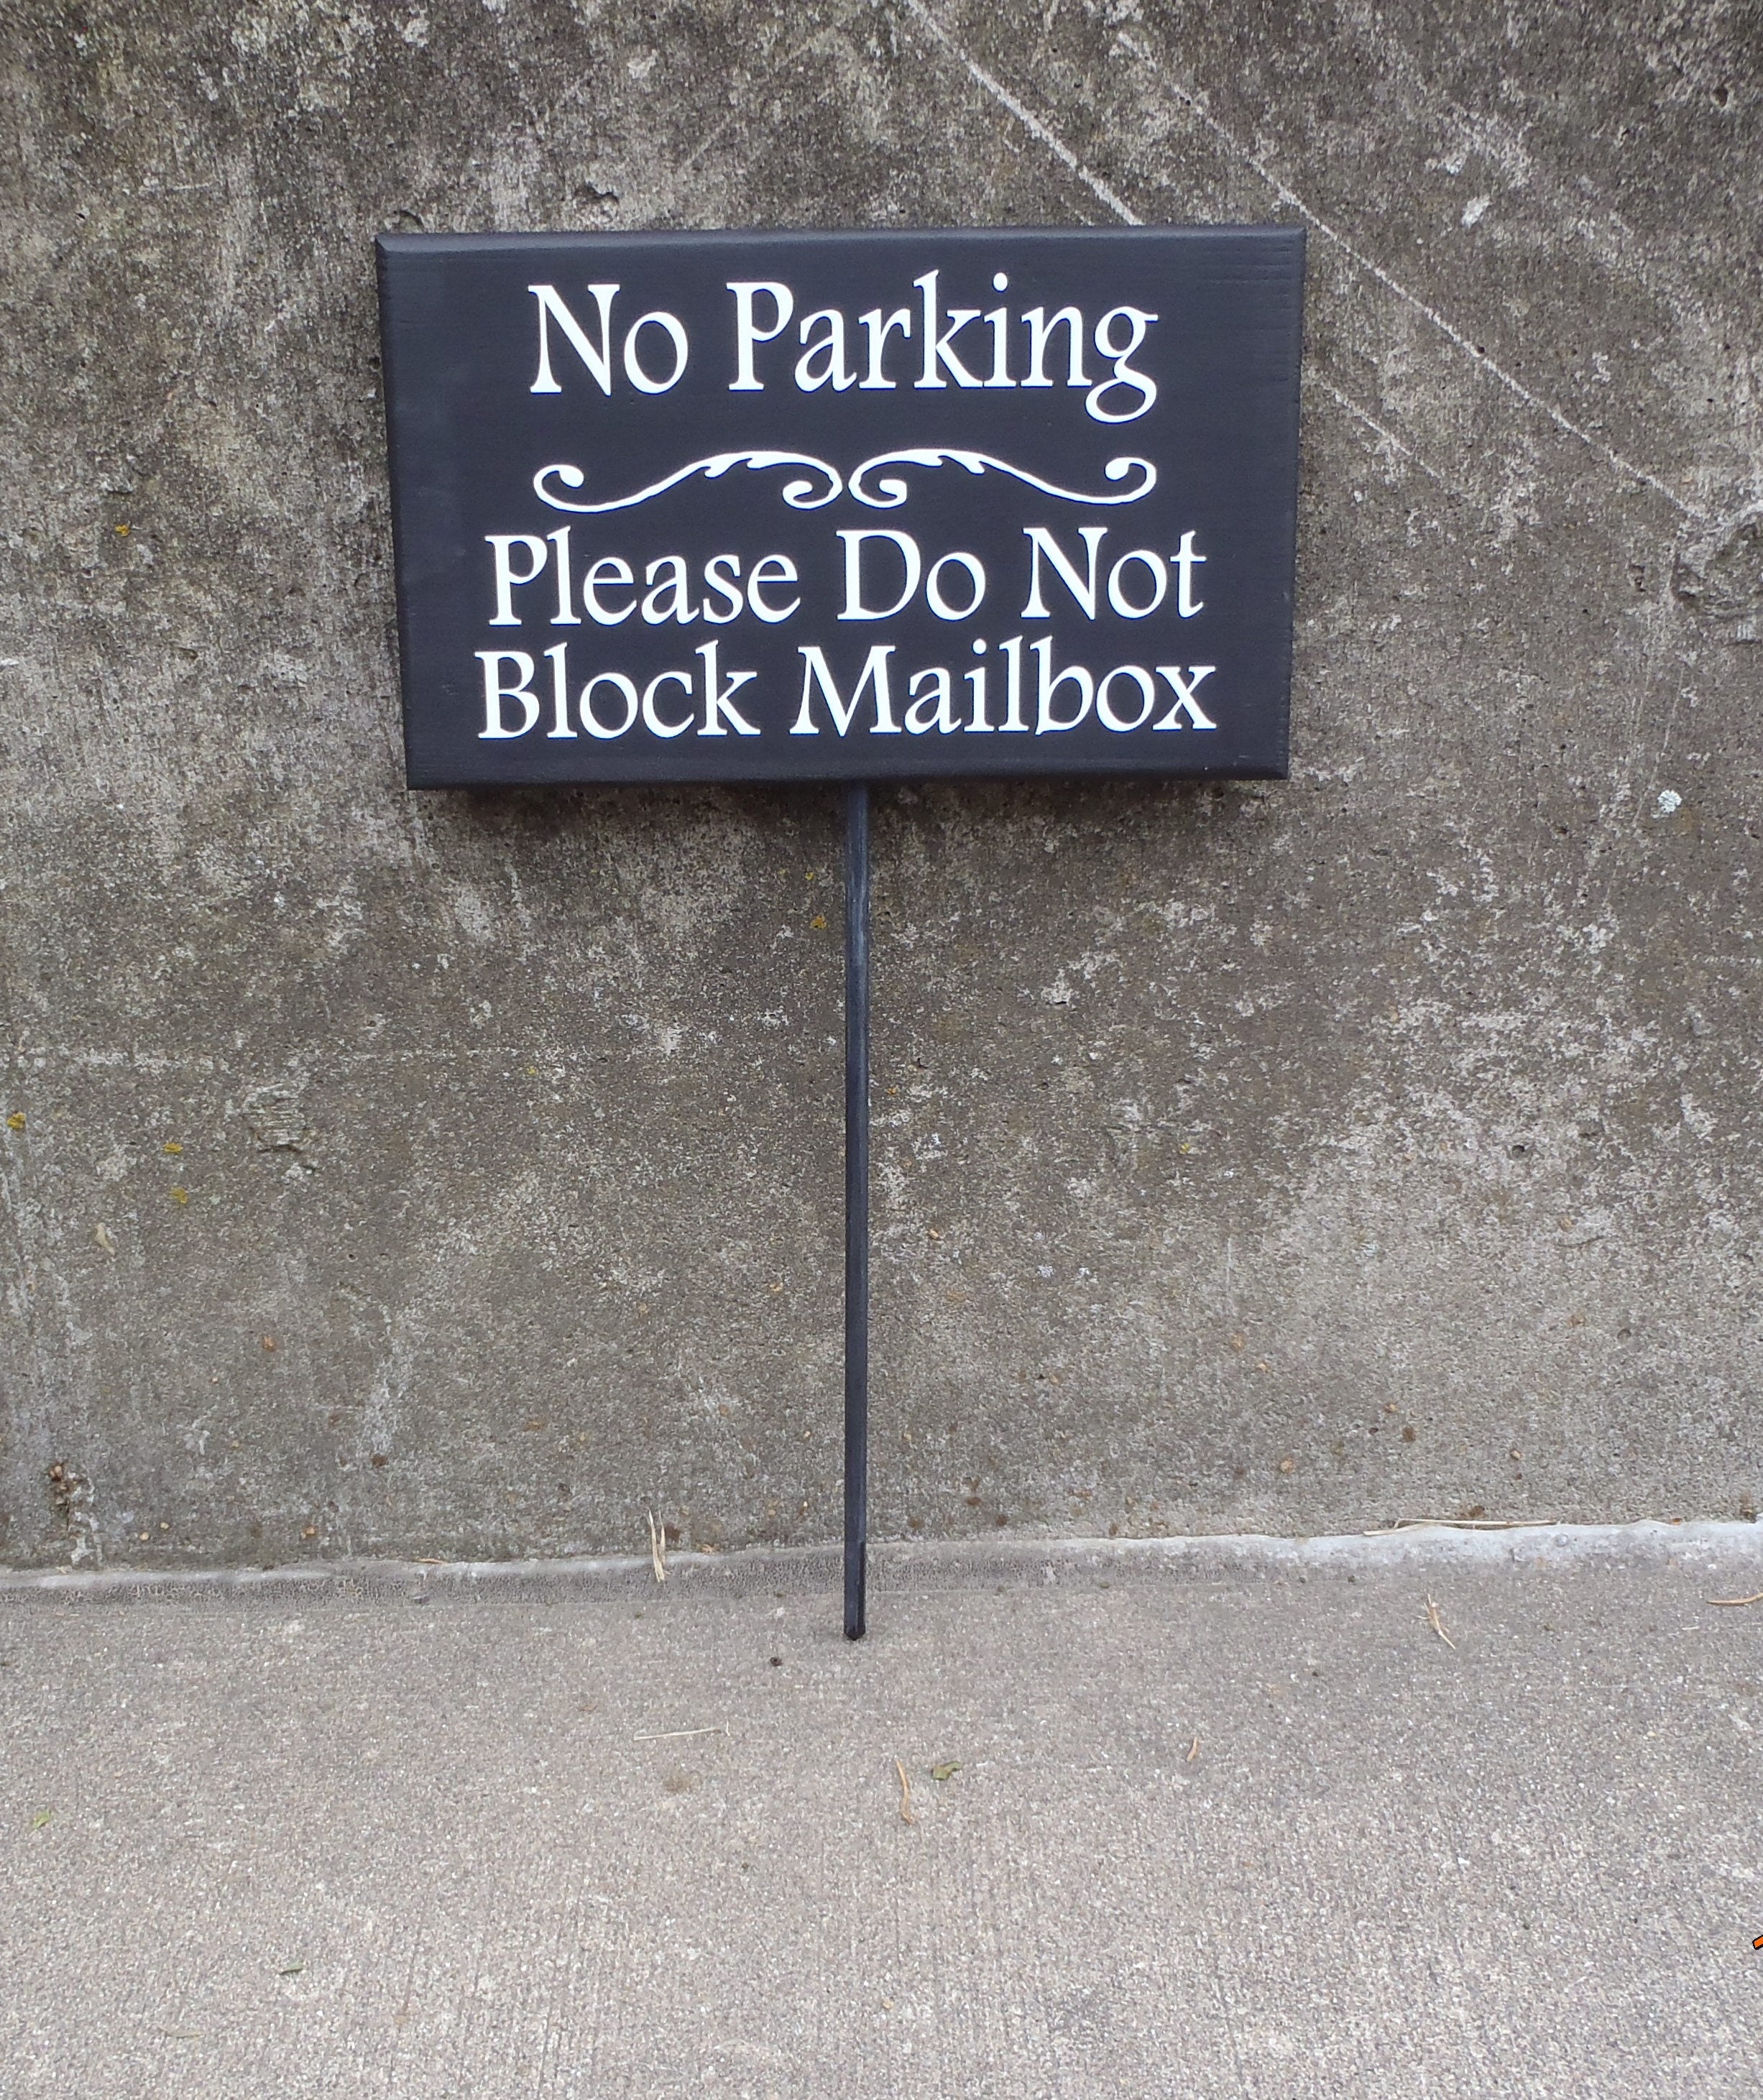 No Parking
Please Do Not
Block Mailbox